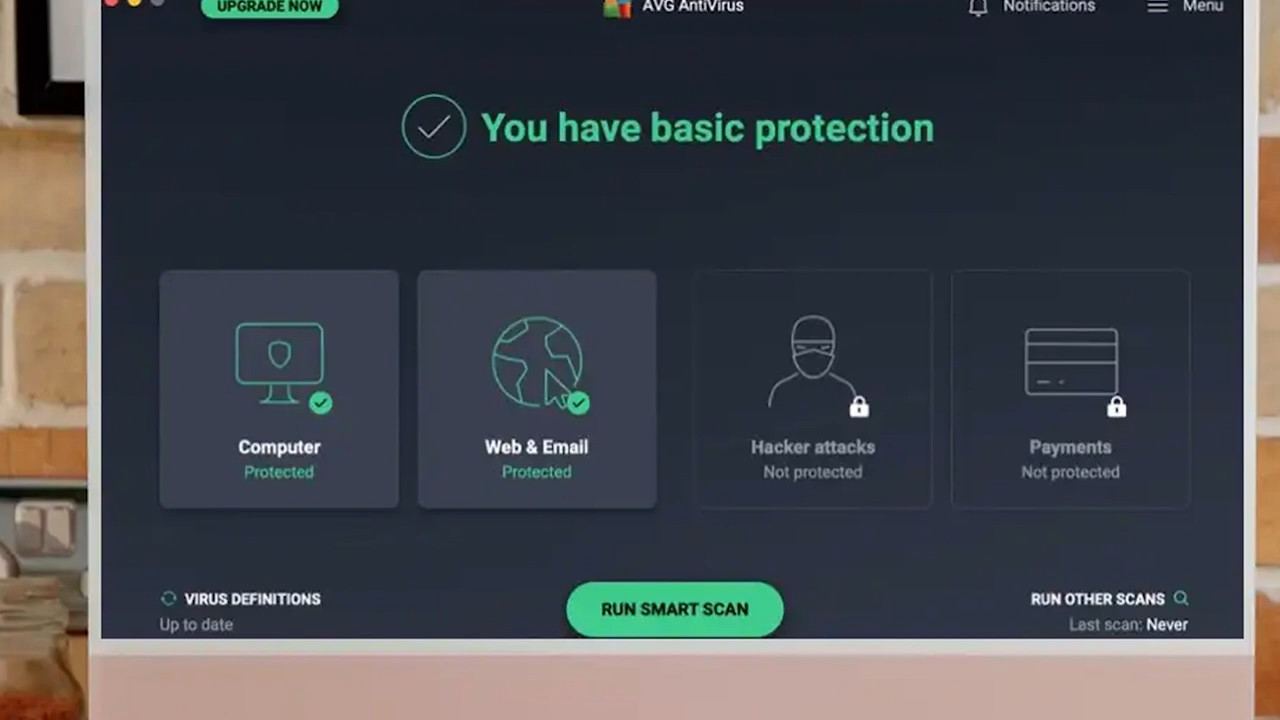 UPGRADE NOW
AVG AntiVirus
Notifications
Menu
You have basic protection
Computer
Protected
Web & Email
Protected
Hacker attacks
Not protected
Payments
Not protected
VIRUS DEFINITIONS
Up to date
RUN SMART SCAN
RUN OTHER SCANS
Last scan: Never